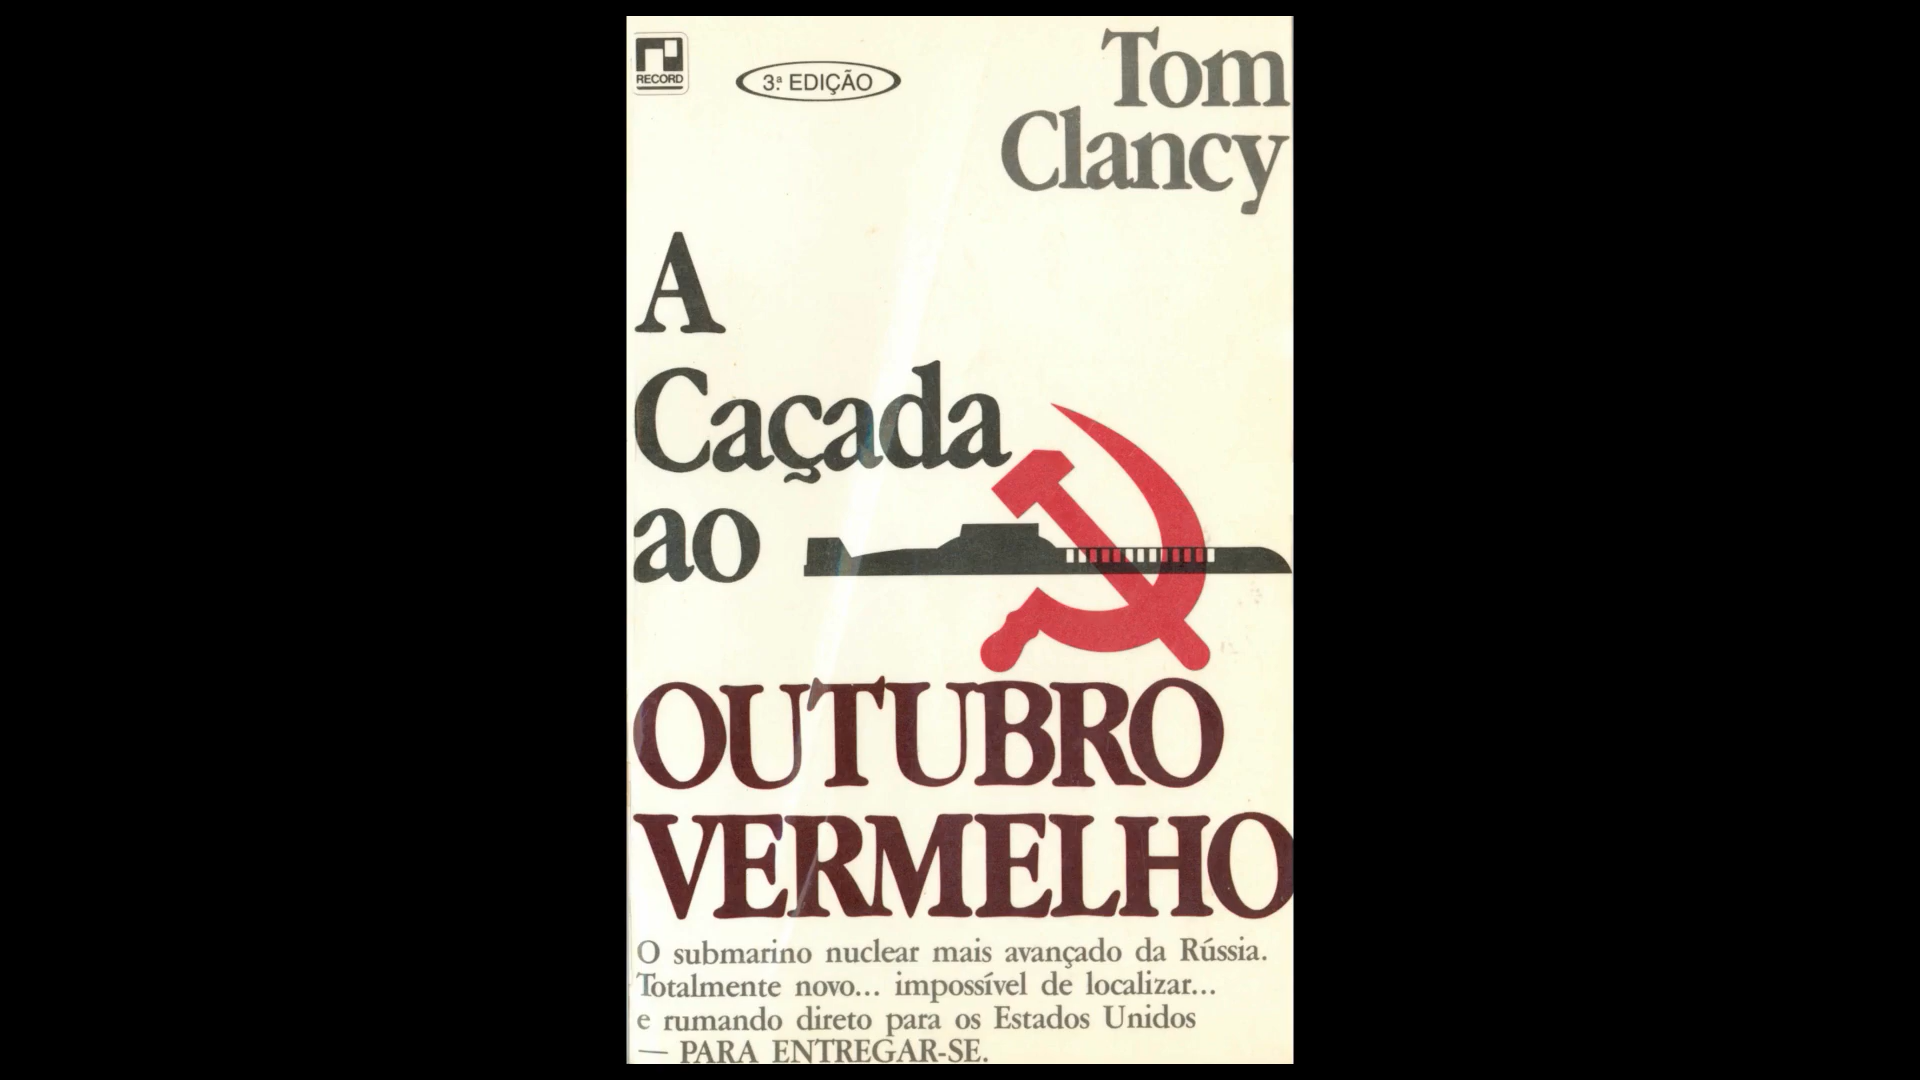 RECORD
3ª EDIÇÃO
Tom
Clancy
A
Caçada
ao
OUTUBRO
VERMELHO
O submarino nuclear mais avançado da Rússia.
Totalmente novo... impossível de localizar...
e rumando direto para os Estados Unidos
— PARA ENTREGAR-SE.